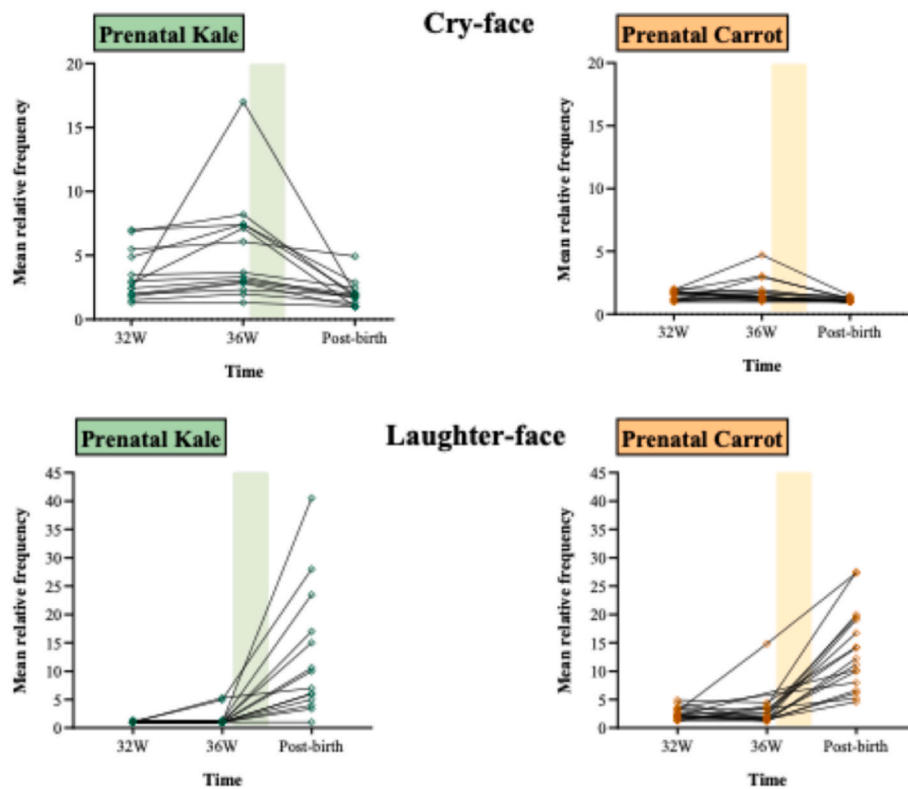 Cry-face
Prenatal Kale
Prenatal Carrot
20
15
10
5
0
Mean relative frequency
32W
36W
Post-birth
Time
20
15
10
5
0
Mean relative frequency
32W
36W
Post-birth
Time
Laughter-face
Prenatal Kale
Prenatal Carrot
45
40
35
30
25
20
15
10
5
0
Mean relative frequency
32W
36W
Post-birth
Time
45
40
35
30
25
20
15
10
5
0
Mean relative frequency
32W
36W
Post-birth
Time